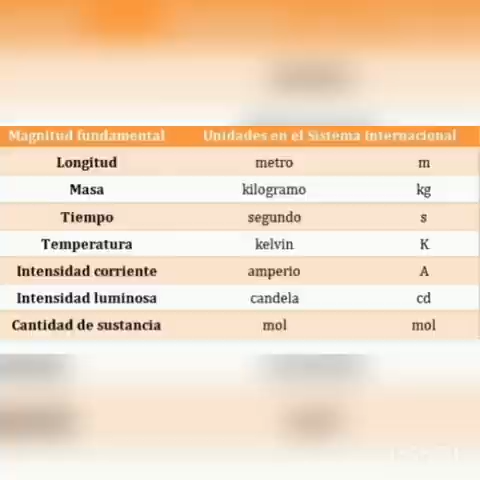 Magnitud fundamental Unidades en el Sistema Internacional
Longitud metro m
Masa kilogramo kg
Tiempo segundo s
Temperatura kelvin K
Intensidad corriente amperio A
Intensidad luminosa candela cd
Cantidad de sustancia mol mol